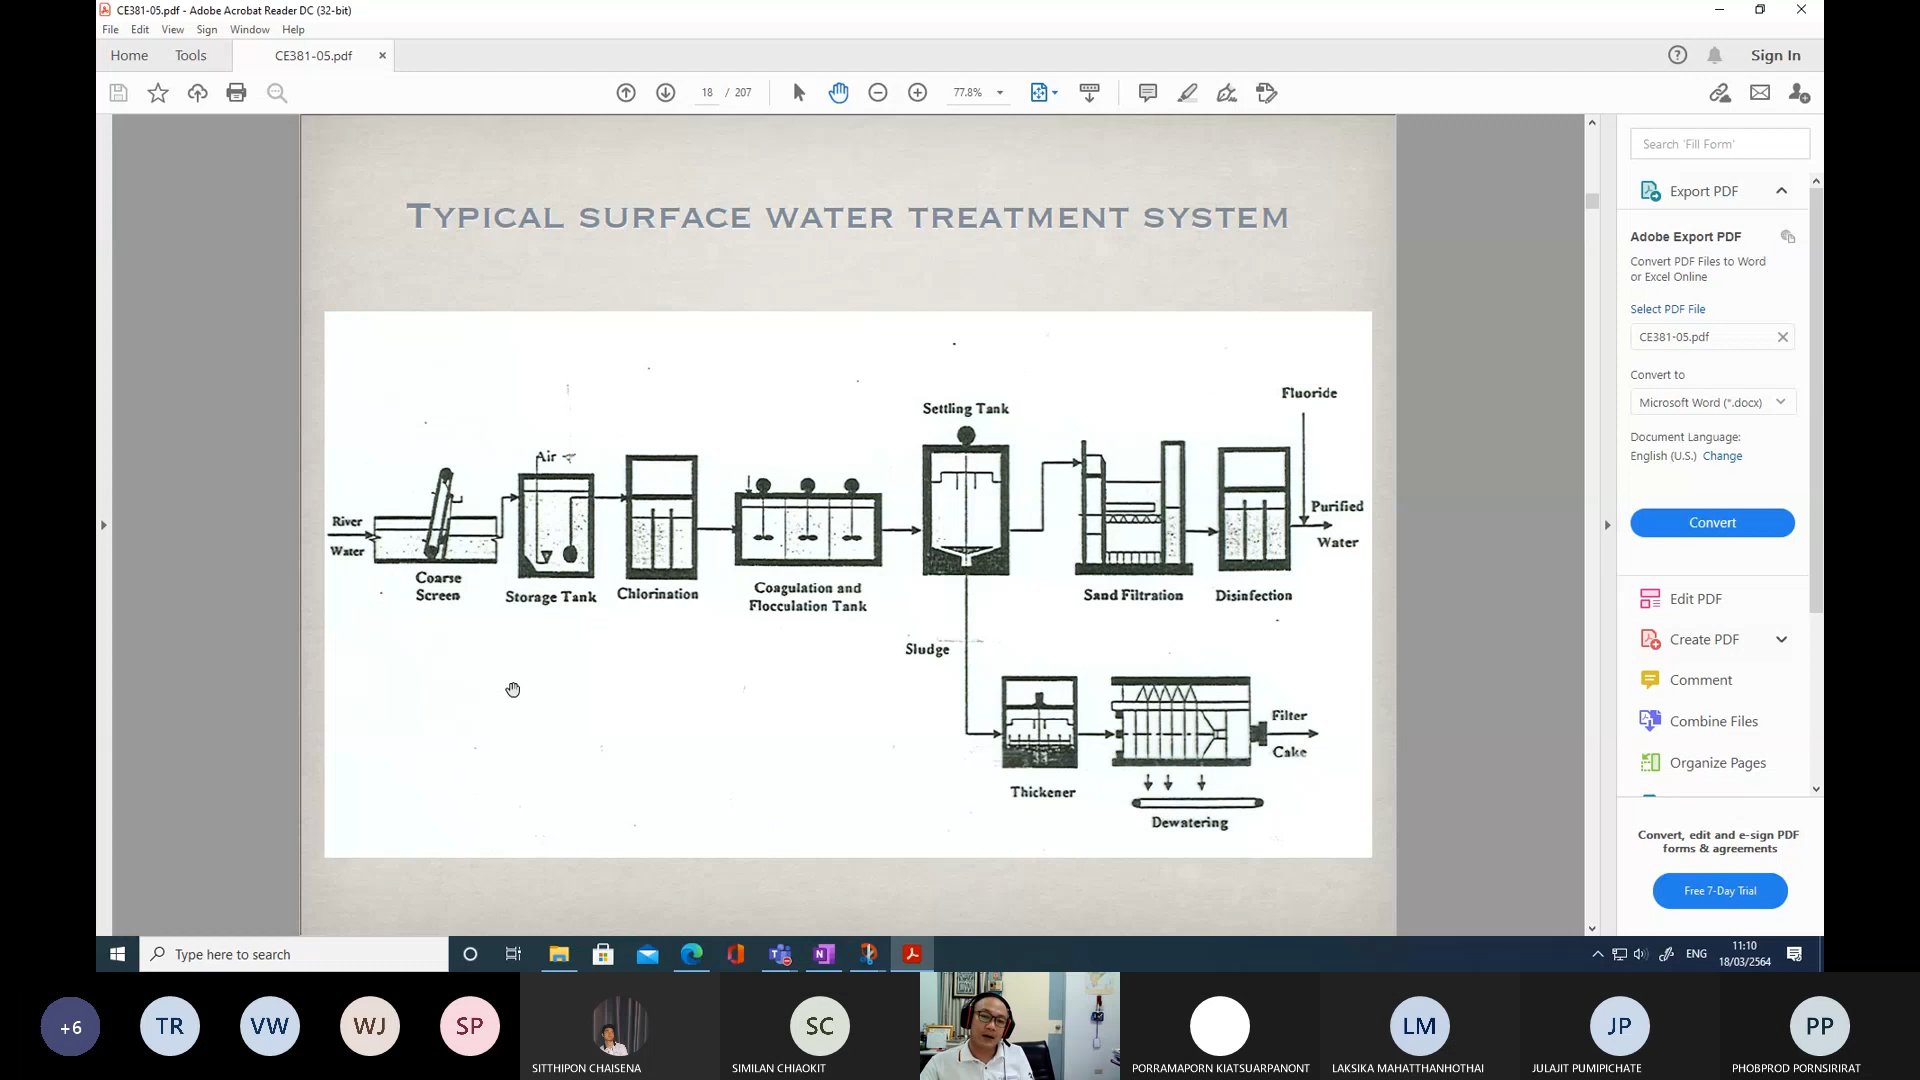 CE381-05.pdf - Adobe Acrobat Reader DC (32-bit)
File Edit View Sign Window Help
Home Tools CE381-05.pdf Sign In
18 / 207 77.8%
TYPICAL SURFACE WATER TREATMENT SYSTEM
River
Water
Coarse
Screen
Air
Storage Tank
Chlorination
Coagulation and
Flocculation Tank
Settling Tank
Sand Filtration
Disinfection
Fluoride
Purified
Water
Sludge
Thickener
Dewatering
Filter
Cake
Search 'Fill Form'
Export PDF
Adobe Export PDF
Convert PDF Files to Word
or Excel Online
Select PDF File
CE381-05.pdf
Convert to
Microsoft Word (*.docx)
Document Language:
English (U.S.) Change
Convert
Edit PDF
Create PDF
Comment
Combine Files
Organize Pages
Convert, edit and e-sign PDF
forms & agreements
Free 7-Day Trial
Type here to search
ENG
11:10
18/03/2564
+6
TR
VW
WJ
SP
SITTHIPON CHAISENA
SC
SIMILAN CHIAOKIT
PORRAMAPORN KIATSUARPANONT
LM
LAKSIKA MAHATTHANHOTHAI
JP
JULAJIT PUMIPICHATE
PP
PHOBPROD PORNSIRIRAT